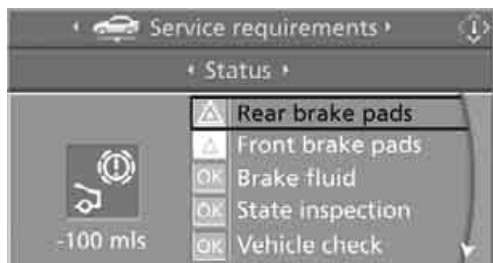 Service requirements
Status
Rear brake pads
Front brake pads
OK Brake fluid
OK State inspection
-100 mls OK Vehicle check